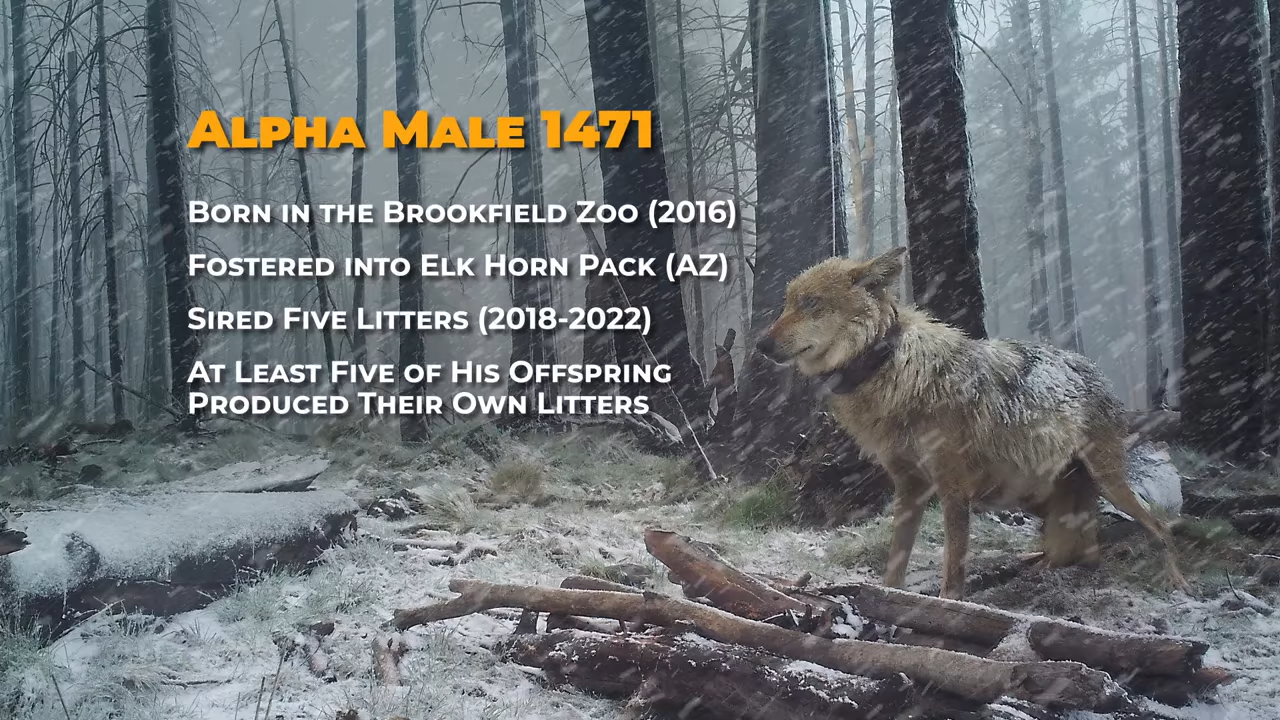 Alpha Male 1471
Born in the Brookfield Zoo (2016)
Fostered into Elk Horn Pack (AZ)
Sired Five Litters (2018-2022)
At Least Five of His Offspring
Produced Their Own Litters